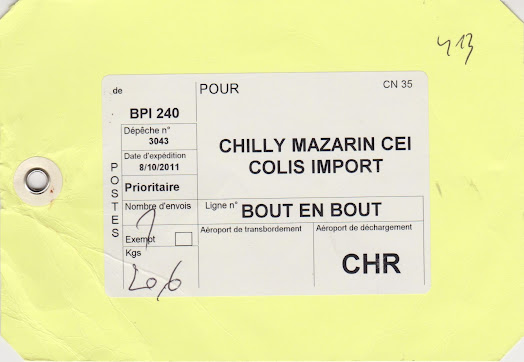 413
de
POUR
CN 35
BPI 240
Dépêche n°
3043
Date d'expédition
8/10/2011
Prioritaire
Nombre d'envois
Exempt
Kgs
20,6
POSTES
CHILLY MAZARIN CEI
COLIS IMPORT
Ligne n°
BOUT EN BOUT
Aéroport de transbordement
Aéroport de déchargement
CHR